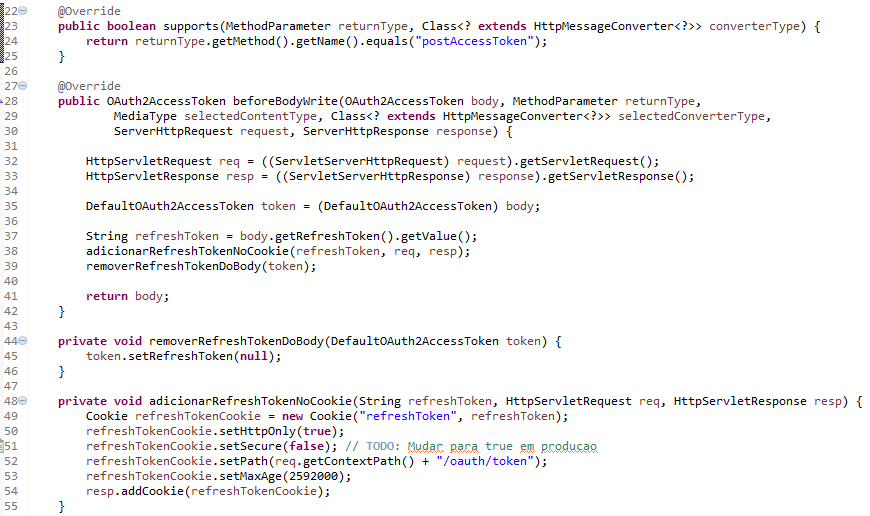 22 @Override
23 public boolean supports(MethodParameter returnType, Class<? extends HttpMessageConverter<?>> converterType) {
24 return returnType.getMethod().getName().equals("postAccessToken");
25 }
26
27 @Override
28 public OAuth2AccessToken beforeBodyWrite(OAuth2AccessToken body, MethodParameter returnType,
29 MediaType selectedContentType, Class<? extends HttpMessageConverter<?>> selectedConverterType,
30 ServerHttpRequest request, ServerHttpResponse response) {
31
32 HttpServletRequest req = ((ServletServerHttpRequest) request).getServletRequest();
33 HttpServletResponse resp = ((ServletServerHttpResponse) response).getServletResponse();
34
35 DefaultOAuth2AccessToken token = (DefaultOAuth2AccessToken) body;
36
37 String refreshToken = body.getRefreshToken().getValue();
38 adicionarRefreshTokenNoCookie(refreshToken, req, resp);
39 removerRefreshTokenDoBody(token);
40
41 return body;
42 }
43
44 private void removerRefreshTokenDoBody(DefaultOAuth2AccessToken token) {
45 token.setRefreshToken(null);
46 }
47
48 private void adicionarRefreshTokenNoCookie(String refreshToken, HttpServletRequest req, HttpServletResponse resp) {
49 Cookie refreshTokenCookie = new Cookie("refreshToken", refreshToken);
50 refreshTokenCookie.setHttpOnly(true);
51 refreshTokenCookie.setSecure(false); // TODO: Mudar para true em producao
52 refreshTokenCookie.setPath(req.getContextPath() + "/oauth/token");
53 refreshTokenCookie.setMaxAge(2592000);
54 resp.addCookie(refreshTokenCookie);
55 }